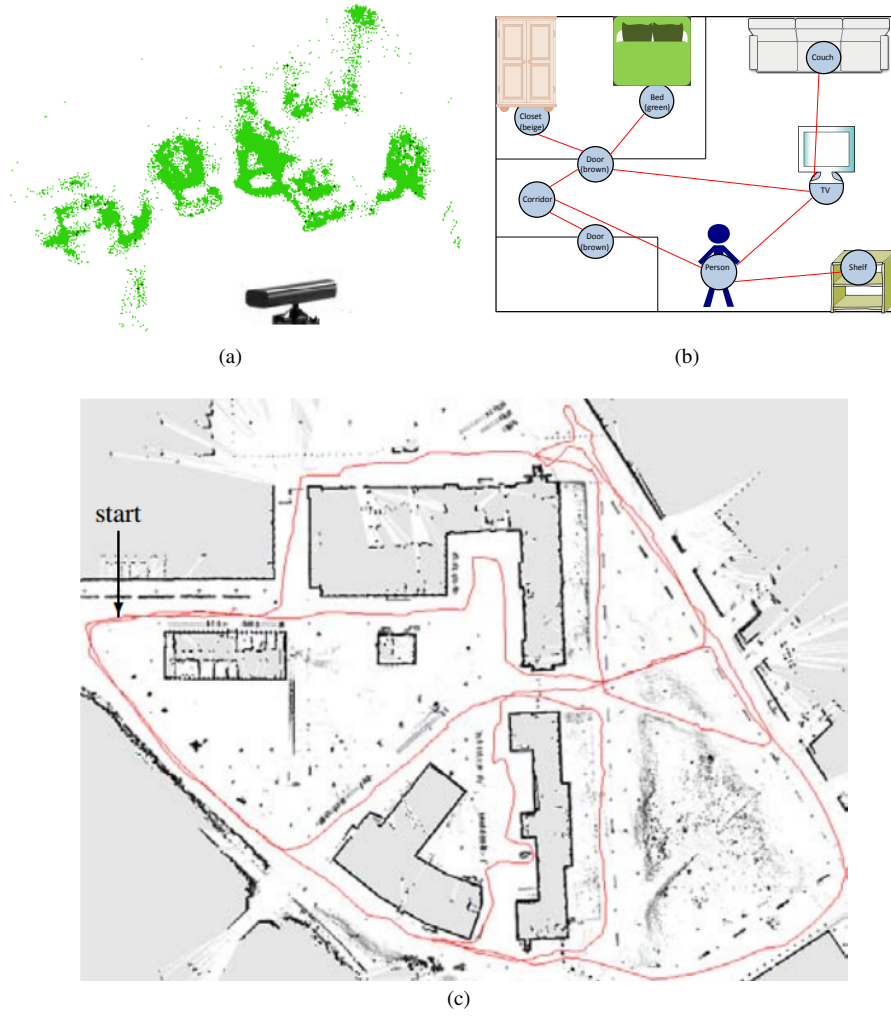 Couch
Bed
(green)
Closet
(beige)
Door
(brown)
TV
Corridor
Door
(brown)
Person
Shelf
(a)
(b)
start
(c)